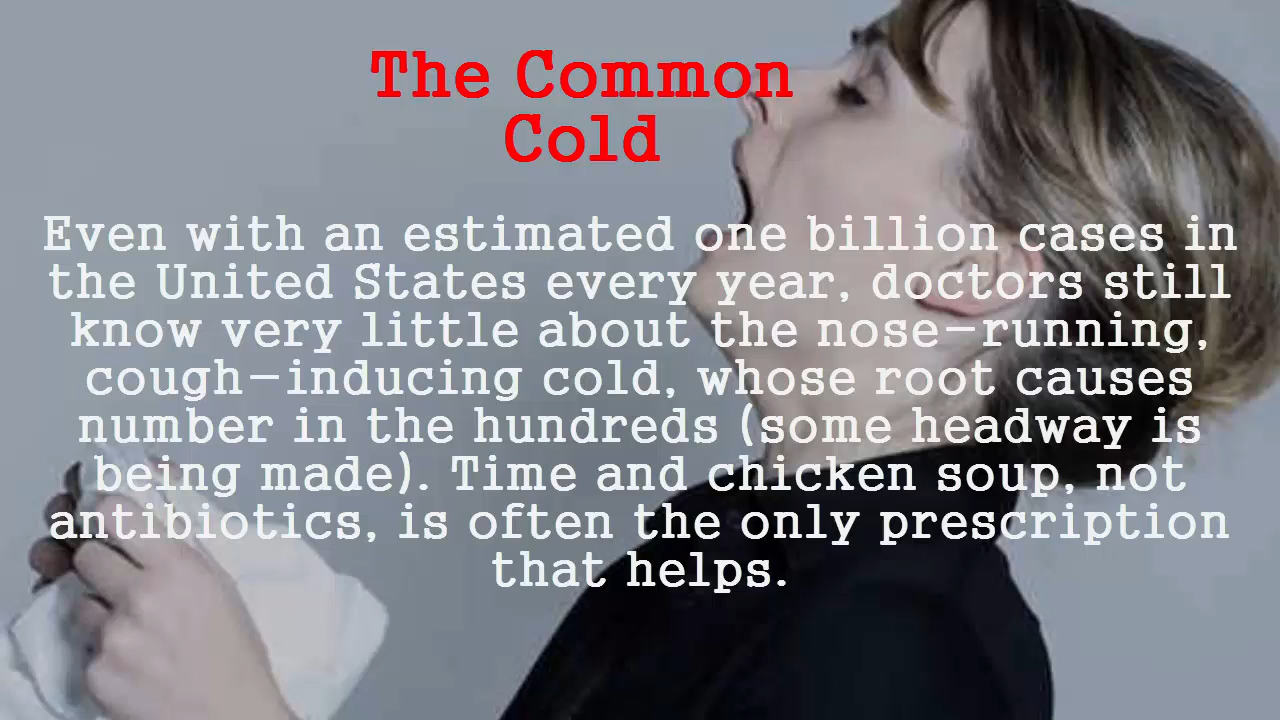 The Common
Cold
Even with an estimated one billion cases in
the United States every year, doctors still
know very little about the nose-running,
cough-inducing cold, whose root causes
number in the hundreds (some headway is
being made). Time and chicken soup, not
antibiotics, is often the only prescription
that helps.